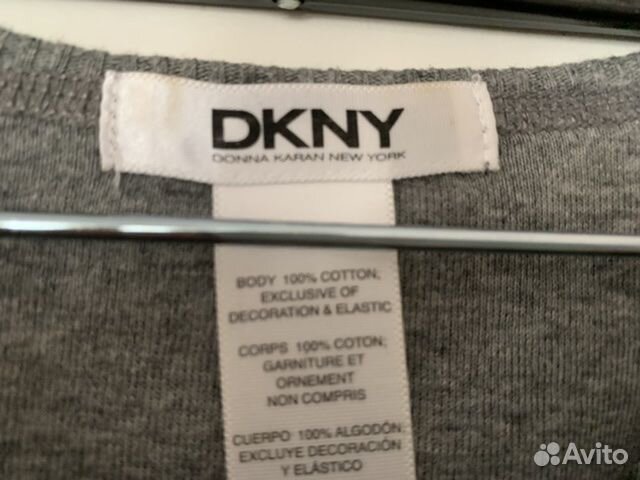 DKNY
DONNA KARAN NEW YORK
BODY 100% COTTON;
EXCLUSIVE OF
DECORATION & ELASTIC
CORPS 100% COTON;
GARNITURE ET
ORNEMENT
NON COMPRIS
CUERPO 100% ALGODÓN;
EXCLUYE DECORACIÓN
Y ELÁSTICO
Avito